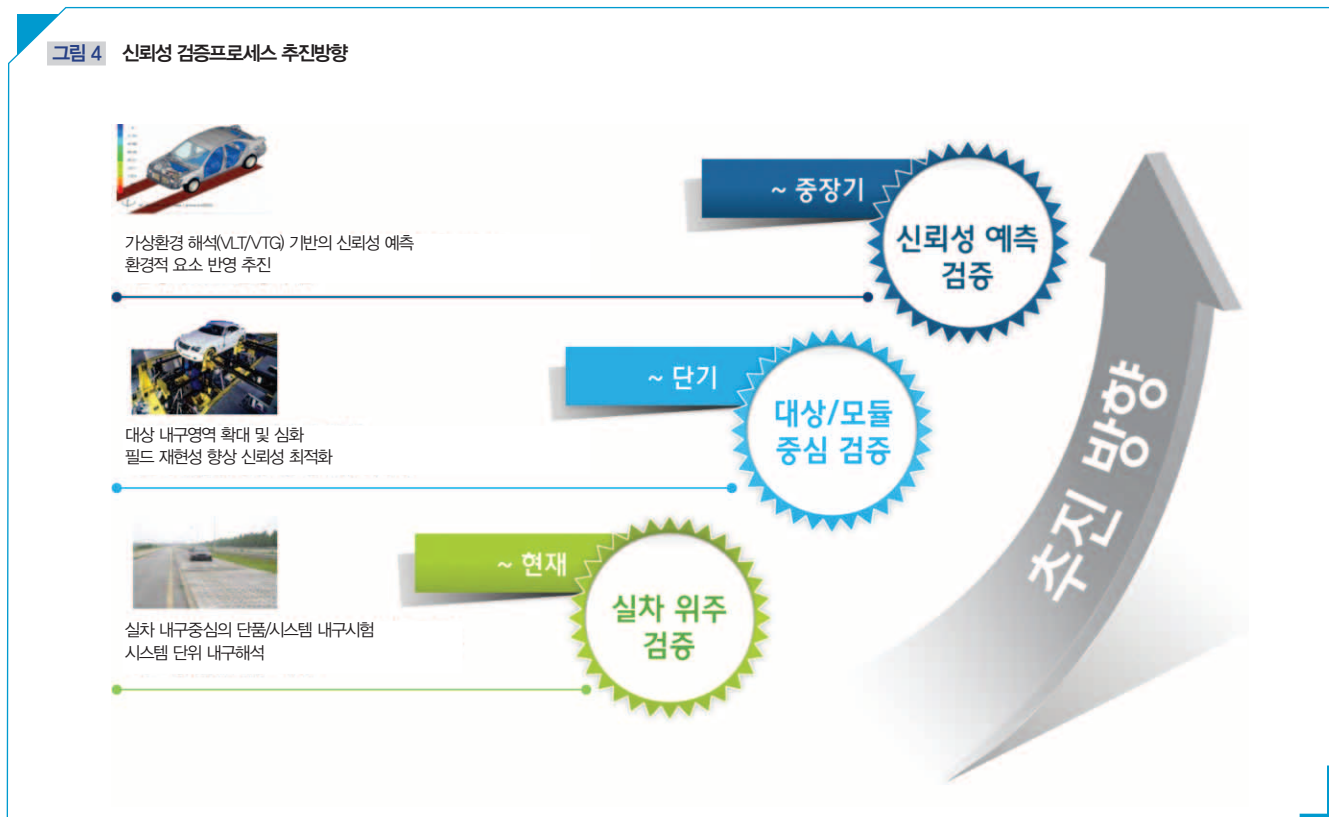 그림 4 신뢰성 검증프로세스 추진방향
~ 중장기
신뢰성 예측
검증
가상환경 해석(VLT/VTG) 기반의 신뢰성 예측
환경적 요소 반영 추진
~ 단기
대상/모듈
중심 검증
대상 내구영역 확대 및 심화
필드 재현성 향상 신뢰성 최적화
~ 현재
실차 위주
검증
실차 내구중심의 단품/시스템 내구시험
시스템 단위 내구해석
추진 방향